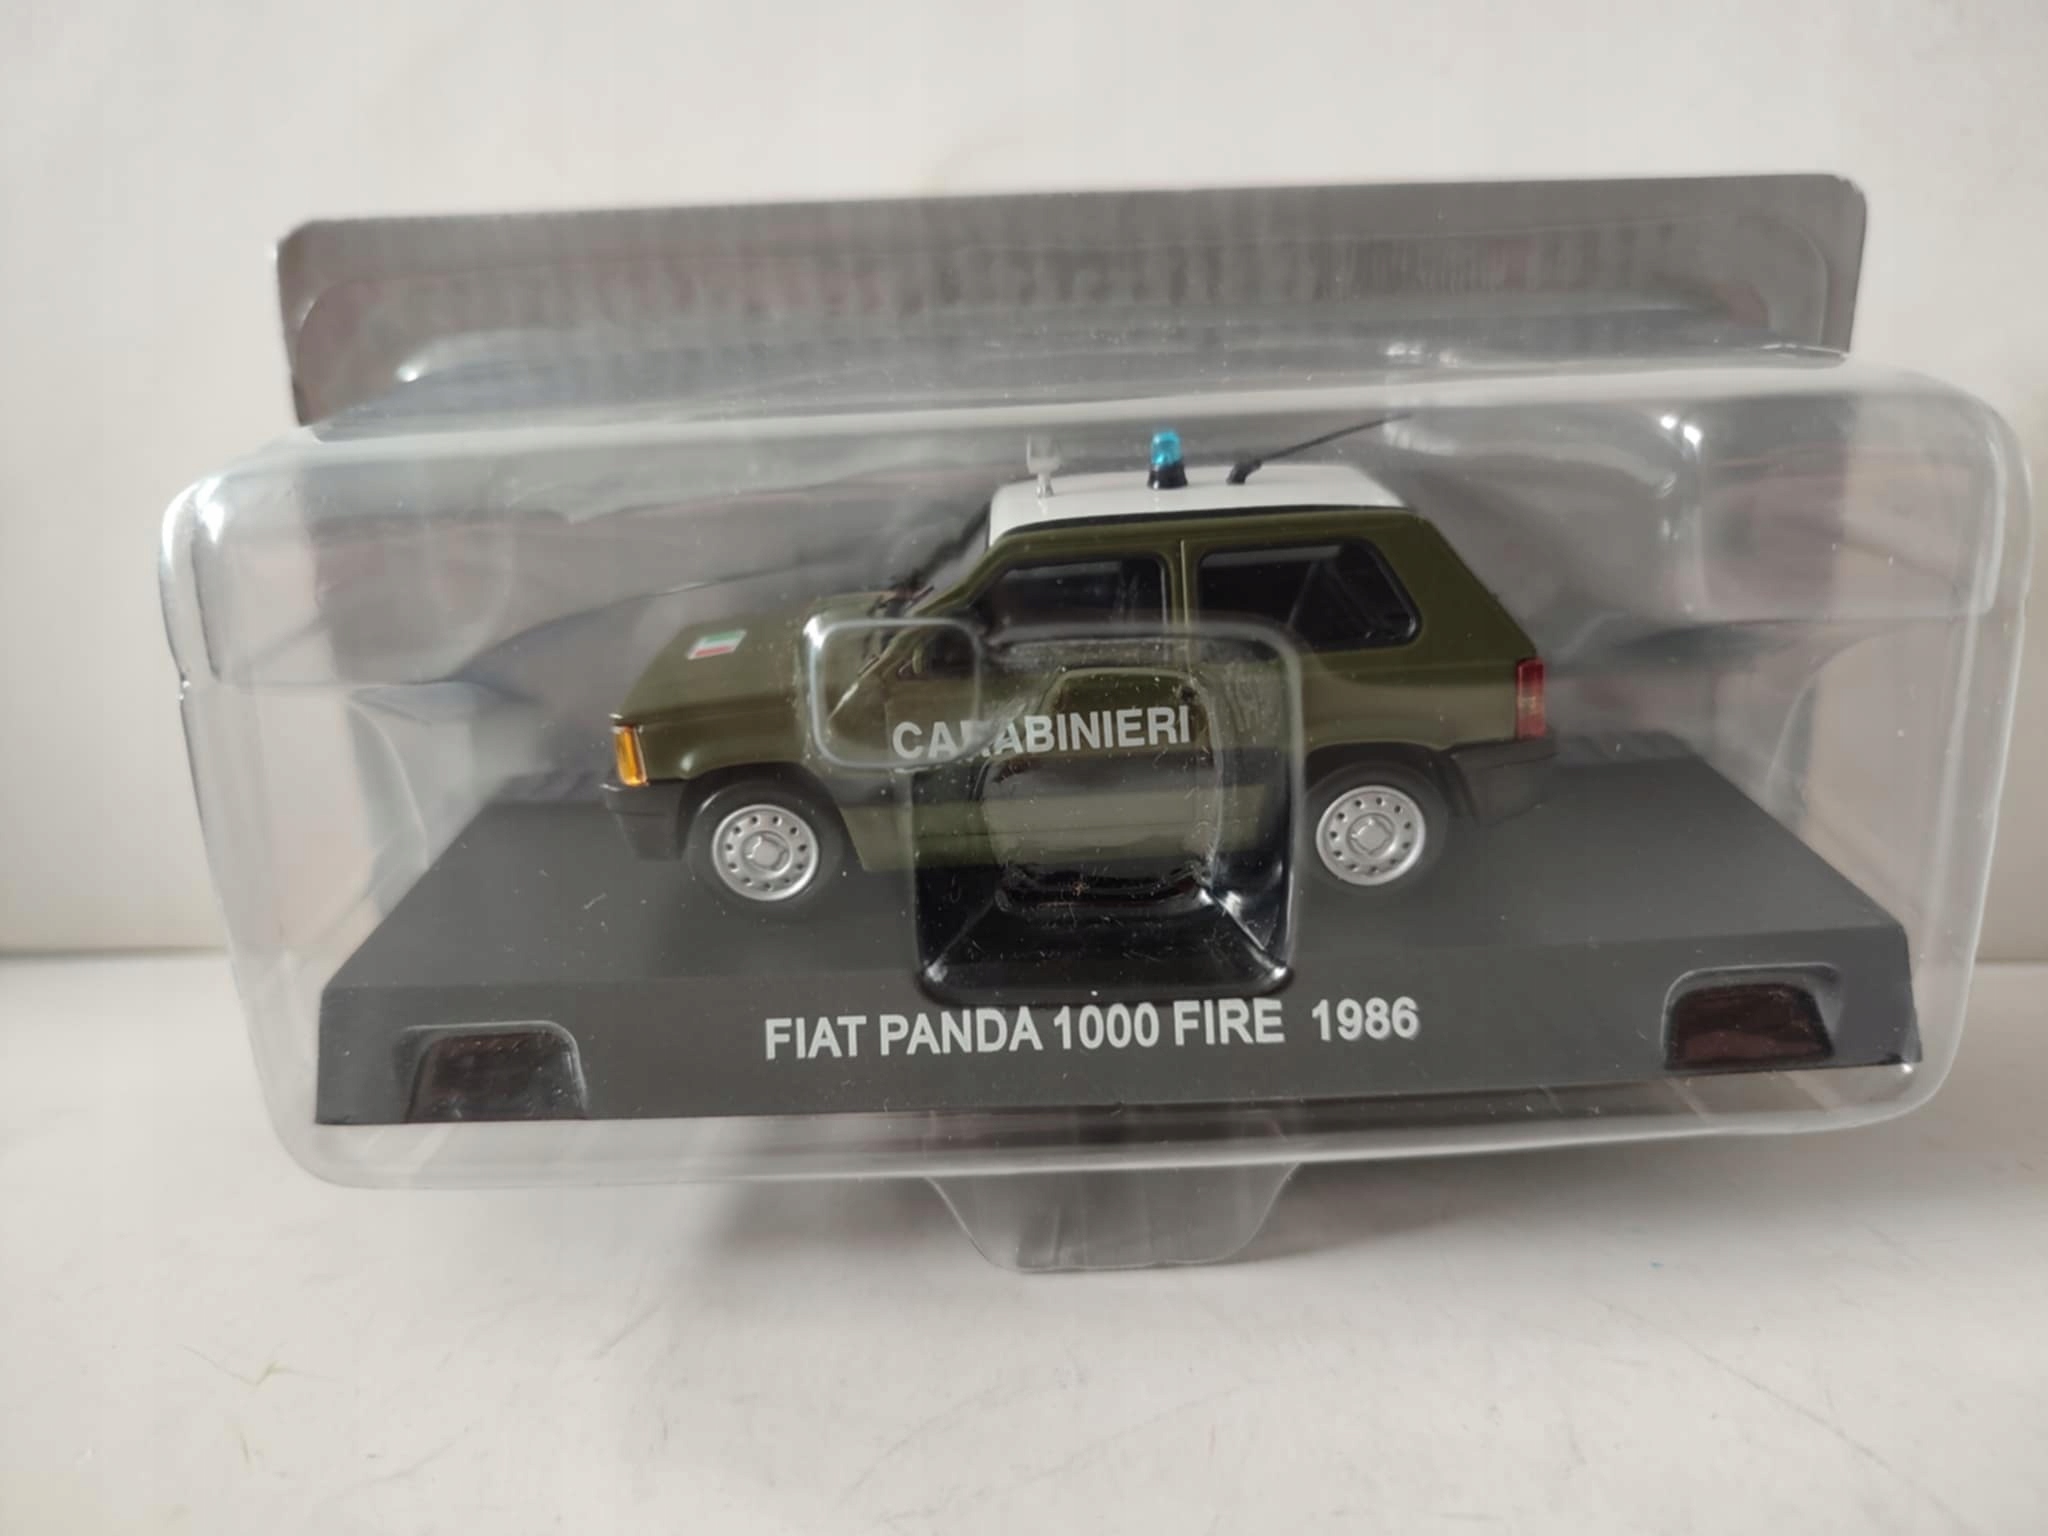 CARABINIERI
FIAT PANDA 1000 FIRE 1986